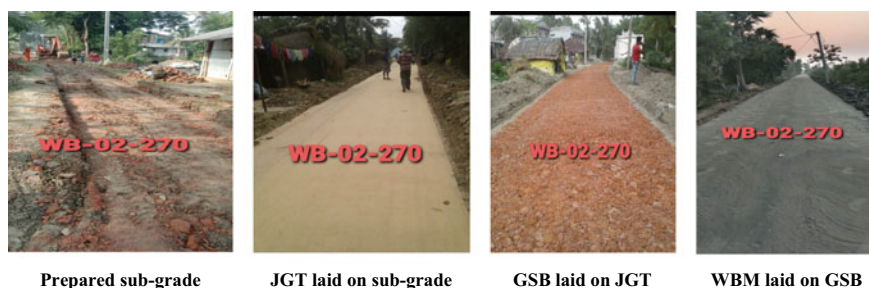 WB-02-270
WB-02-270
WB-02-270
WB-02-270
Prepared sub-grade
JGT laid on sub-grade
GSB laid on JGT
WBM laid on GSB